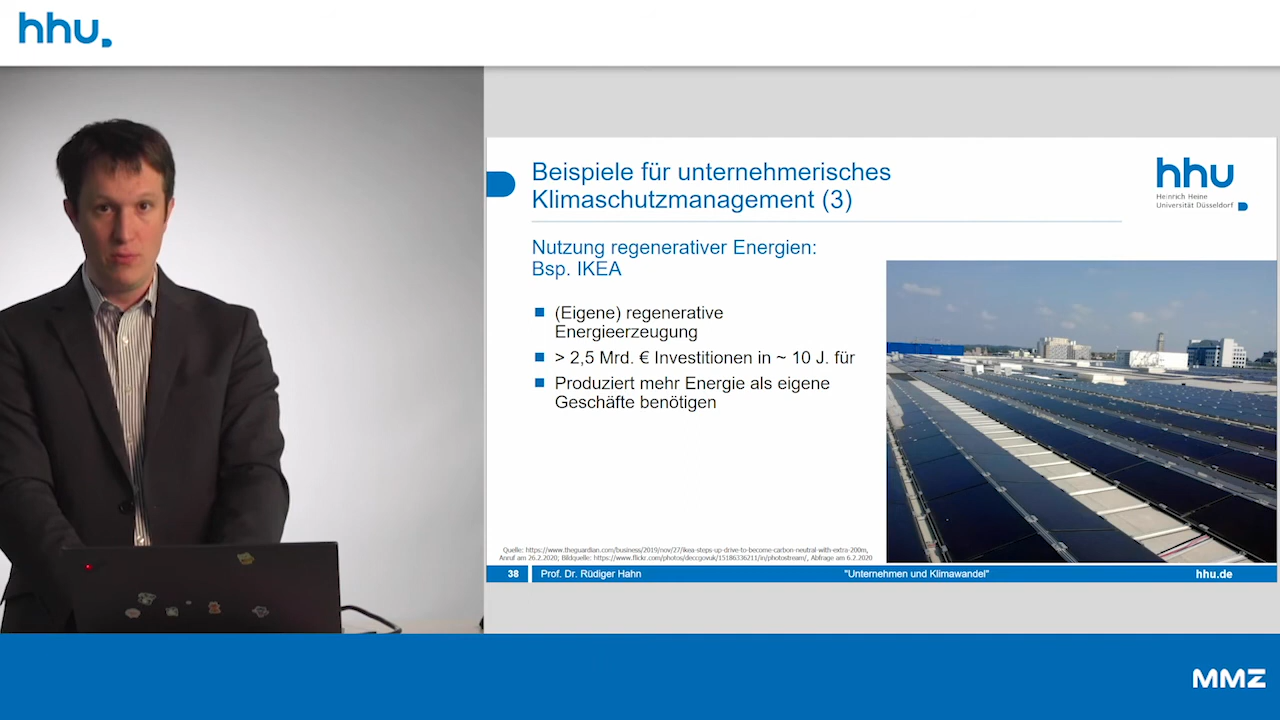 hhu.
Beispiele für unternehmerisches
Klimaschutzmanagement (3)
hhu
Heinrich Heine
Universität Düsseldorf
Nutzung regenerativer Energien:
Bsp. IKEA
(Eigene) regenerative
Energieerzeugung
> 2,5 Mrd. € Investitionen in ~ 10 J. für
Produziert mehr Energie als eigene
Geschäfte benötigen
Quelle: https://www.theguardian.com/business/2019/nov/27/ikea-steps-up-drive-to-become-carbon-neutral-with-extra-200m,
Anruf am 26.2.2020; Bildquelle: https://www.flickr.com/photos/deccgovuk/15186336211/in/photostream/, Abfrage am 6.2.2020
38 Prof. Dr. Rüdiger Hahn "Unternehmen und Klimawandel" hhu.de
MMZ